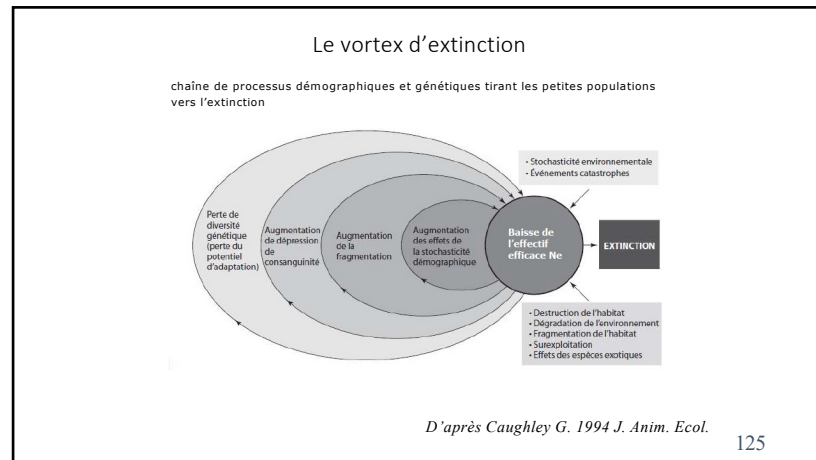 Le vortex d'extinction
chaîne de processus démographiques et génétiques tirant les petites populations
vers l'extinction
Perte de
diversité
génétique
(perte du
potentiel
d'adaptation)
Augmentation
de dépression
de
consanguinité
Augmentation
de la
fragmentation
Augmentation
des effets de
la stochasticité
démographique
Baisse de
l'effectif
efficace Ne
• Stochasticité environnementale
• Événements catastrophes
EXTINCTION
• Destruction de l'habitat
• Dégradation de l'environnement
• Fragmentation de l'habitat
• Surexploitation
• Effets des espèces exotiques
D'après Caughley G. 1994 J. Anim. Ecol.
125